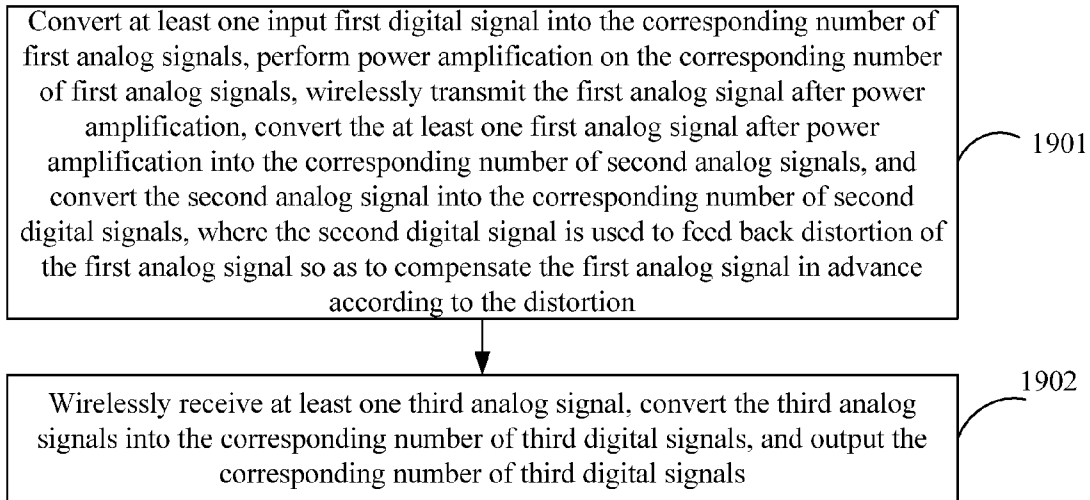 Convert at least one input first digital signal into the corresponding number of
first analog signals, perform power amplification on the corresponding number
of first analog signals, wirelessly transmit the first analog signal after power
amplification, convert the at least one first analog signal after power
amplification into the corresponding number of second analog signals, and
convert the second analog signal into the corresponding number of second
digital signals, where the second digital signal is used to feed back distortion of
the first analog signal so as to compensate the first analog signal in advance
according to the distortion
1901
Wirelessly receive at least one third analog signal, convert the third analog
signals into the corresponding number of third digital signals, and output the
corresponding number of third digital signals
1902